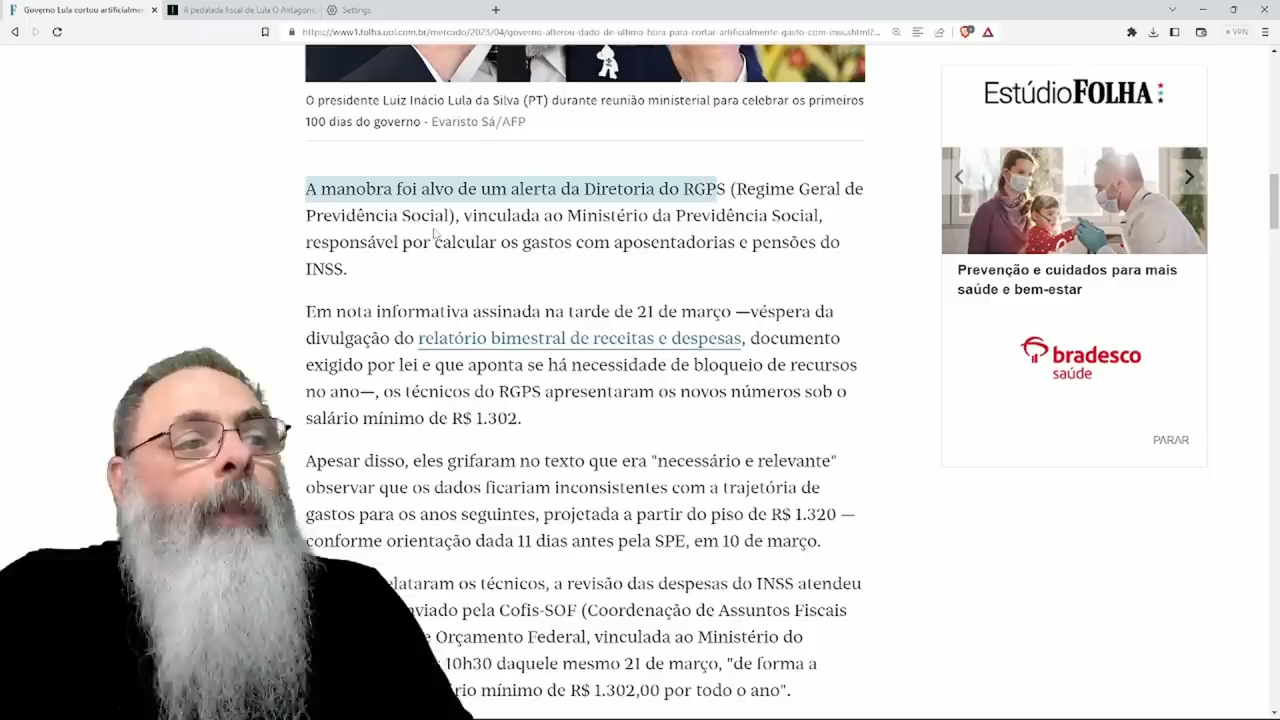 Governo Lula cortou artificialmen
A pedalada fiscal de Lula O Antagonis
Settings
https://www1.folha.uol.com.br/mercado/2023/04/governo-alterou-dado-de-ultima-hora-para-cortar-artificialmente-gasto-com-inss.shtml?...
VPN
O presidente Luiz Inácio Lula da Silva (PT) durante reunião ministerial para celebrar os primeiros
100 dias do governo - Evaristo Sá/AFP
A manobra foi alvo de um alerta da Diretoria do RGPS (Regime Geral de
Previdência Social), vinculada ao Ministério da Previdência Social,
responsável por calcular os gastos com aposentadorias e pensões do
INSS.
Em nota informativa assinada na tarde de 21 de março —véspera da
divulgação do relatório bimestral de receitas e despesas, documento
exigido por lei e que aponta se há necessidade de bloqueio de recursos
no ano—, os técnicos do RGPS apresentaram os novos números sob o
salário mínimo de R$ 1.302.
Apesar disso, eles grifaram no texto que era "necessário e relevante"
observar que os dados ficariam inconsistentes com a trajetória de
gastos para os anos seguintes, projetada a partir do piso de R$ 1.320 —
conforme orientação dada 11 dias antes pela SPE, em 10 de março.
elataram os técnicos, a revisão das despesas do INSS atendeu
nviado pela Cofis-SOF (Coordenação de Assuntos Fiscais
e Orçamento Federal, vinculada ao Ministério do
10h30 daquele mesmo 21 de março, "de forma a
rio mínimo de R$ 1.302,00 por todo o ano".
Estúdio FOLHA
Prevenção e cuidados para mais
saúde e bem-estar
bradesco
saúde
PARAR